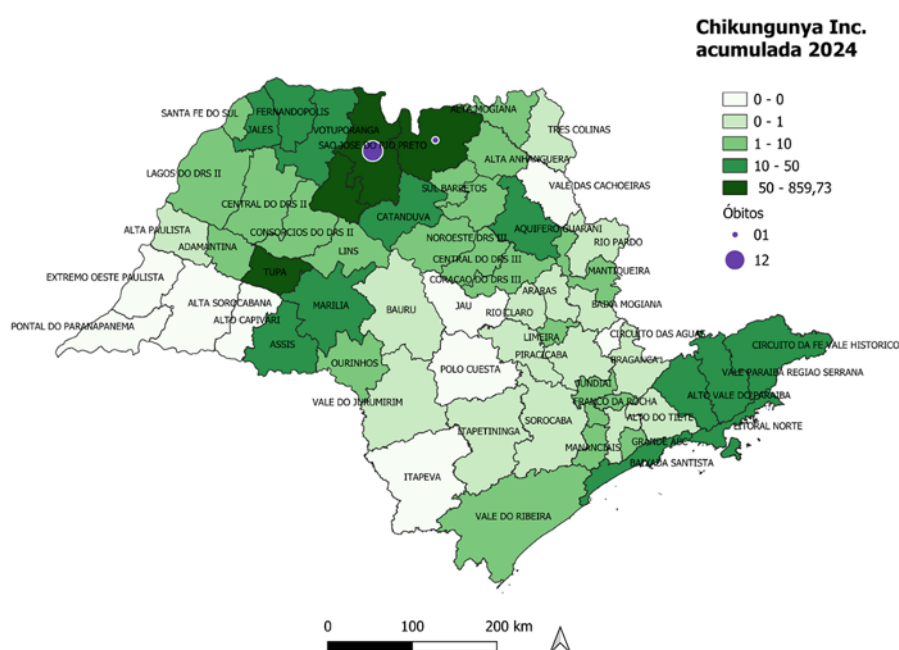 Chikungunya Inc.
acumulada 2024
0 - 0
0 - 1
1 - 10
10 - 50
50 - 859,73
Óbitos
01
12
SANTA FE DO SUL
FERNANDOPOLIS
JALES
VOTUPORANGA
SAO JOSE DO RIO PRETO
ALTA MOGIANA
TRES COLINAS
ALTA ANHANGUERA
LAGOS DO DRS II
SUL BARRETOS
VALE DAS CACHOEIRAS
CENTRAL DO DRS II
CATANDUVA
ALTA PAULISTA
CONSORCIOS DO DRS II
AQUIFERO GUARANI
ADAMANTINA
LINS
NOROESTE DRS III
RIO PARDO
CENTRAL DO DRS III
EXTREMO OESTE PAULISTA
TUPA
CORACAO DO DRS III
MANTIQUEIRA
ALTA SOROCABANA
MARILIA
JAU
ARARAS
BAIXA MOGIANA
ALTO CAPIVARI
BAURU
RIO CLARO
PONTAL DO PARANAPANEMA
ASSIS
LIMEIRA
CIRCUITO DAS AGUAS
CIRCUITO DA FE
VALE HISTORICO
PIRACICABA
BRAGANCA
OURINHOS
POLO CUESTA
VALE PARAIBA REGIAO SERRANA
JUNDIAI
VALE DO JURUMIRIM
FRANCO DA ROCHA
ALTO VALE DO PARAIBA
SOROCABA
ALTO DO TIETE
LITORAL NORTE
ITAPETININGA
MANANCIAIS
GRANDE ABC
BAIXADA SANTISTA
ITAPEVA
VALE DO RIBEIRA
0 100 200 km